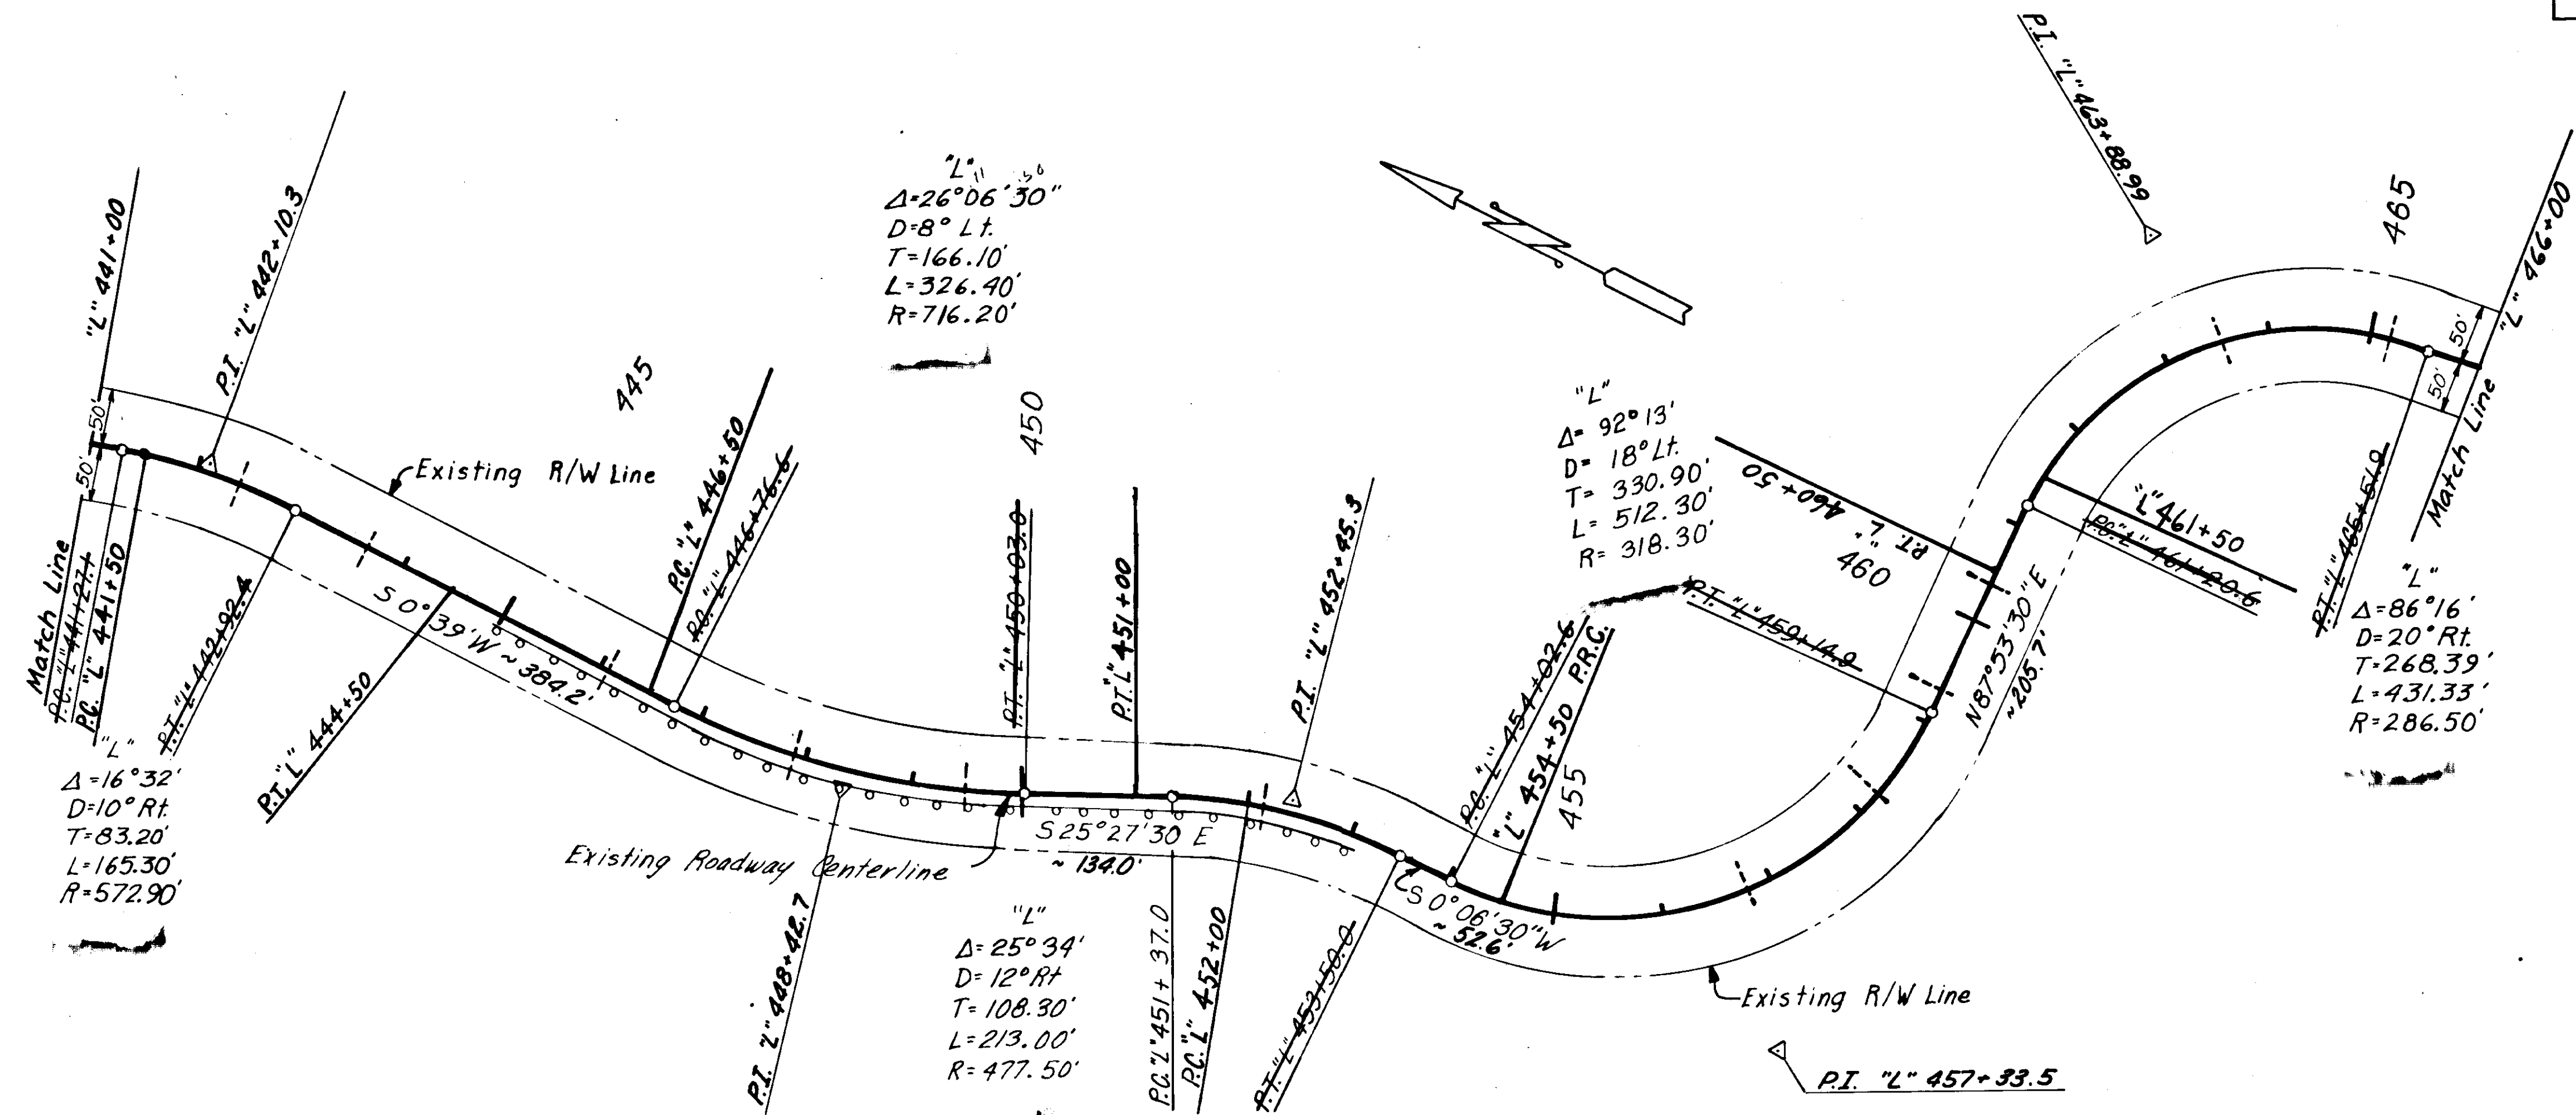 "L" 441+00
P.I. "L" 442+10.3
50'
50'
Match Line
P.C. "L" 441+27.1
P.C. "L" 441+50
P.T. "L" 442+92.4
"L"
Δ=16°32'
D=10° Rt.
T=83.20'
L=165.30'
R=572.90'
P.T. "L" 444+50
S 0° 39' W ~ 384.2'
Existing R/W Line
445
P.C. "L" 446+50
P.C. "L" 446+76.6
"L"
Δ=26°06'30"
D=8° Lt.
T=166.10'
L=326.40'
R=716.20'
450
P.T. "L" 450+03.0
P.T. "L" 451+00
P.I. "L" 452+45.3
Existing Roadway Centerline
S 25°27'30 E
~ 134.0'
P.I. "L" 448+42.7
"L"
Δ=25°34'
D=12° Rt
T=108.30'
L=213.00'
R=477.50'
P.C. "L" 451+37.0
P.C. "L" 452+00
P.T. "L" 453+50.0
P.C. "L" 454+02.6
"L" 454+50 P.R.C.
455
S 0°06'30" W
~ 52.6'
"L"
Δ= 92°13'
D= 18° Lt.
T= 330.90'
L= 512.30'
R= 318.30'
P.T. "L" 460+50
460
P.T. "L" 459+14.9
N87°53'30"E
~205.7'
Existing R/W Line
P.I. "L" 457+33.5
P.I. "L" 463+88.99
465
"L" 466+00
50'
50'
Match Line
"L" 461+50
P.C. "L" 461+20.6
P.T. "L" 465+51.9
"L"
Δ=86°16'
D=20° Rt.
T=268.39'
L=431.33'
R=286.50'